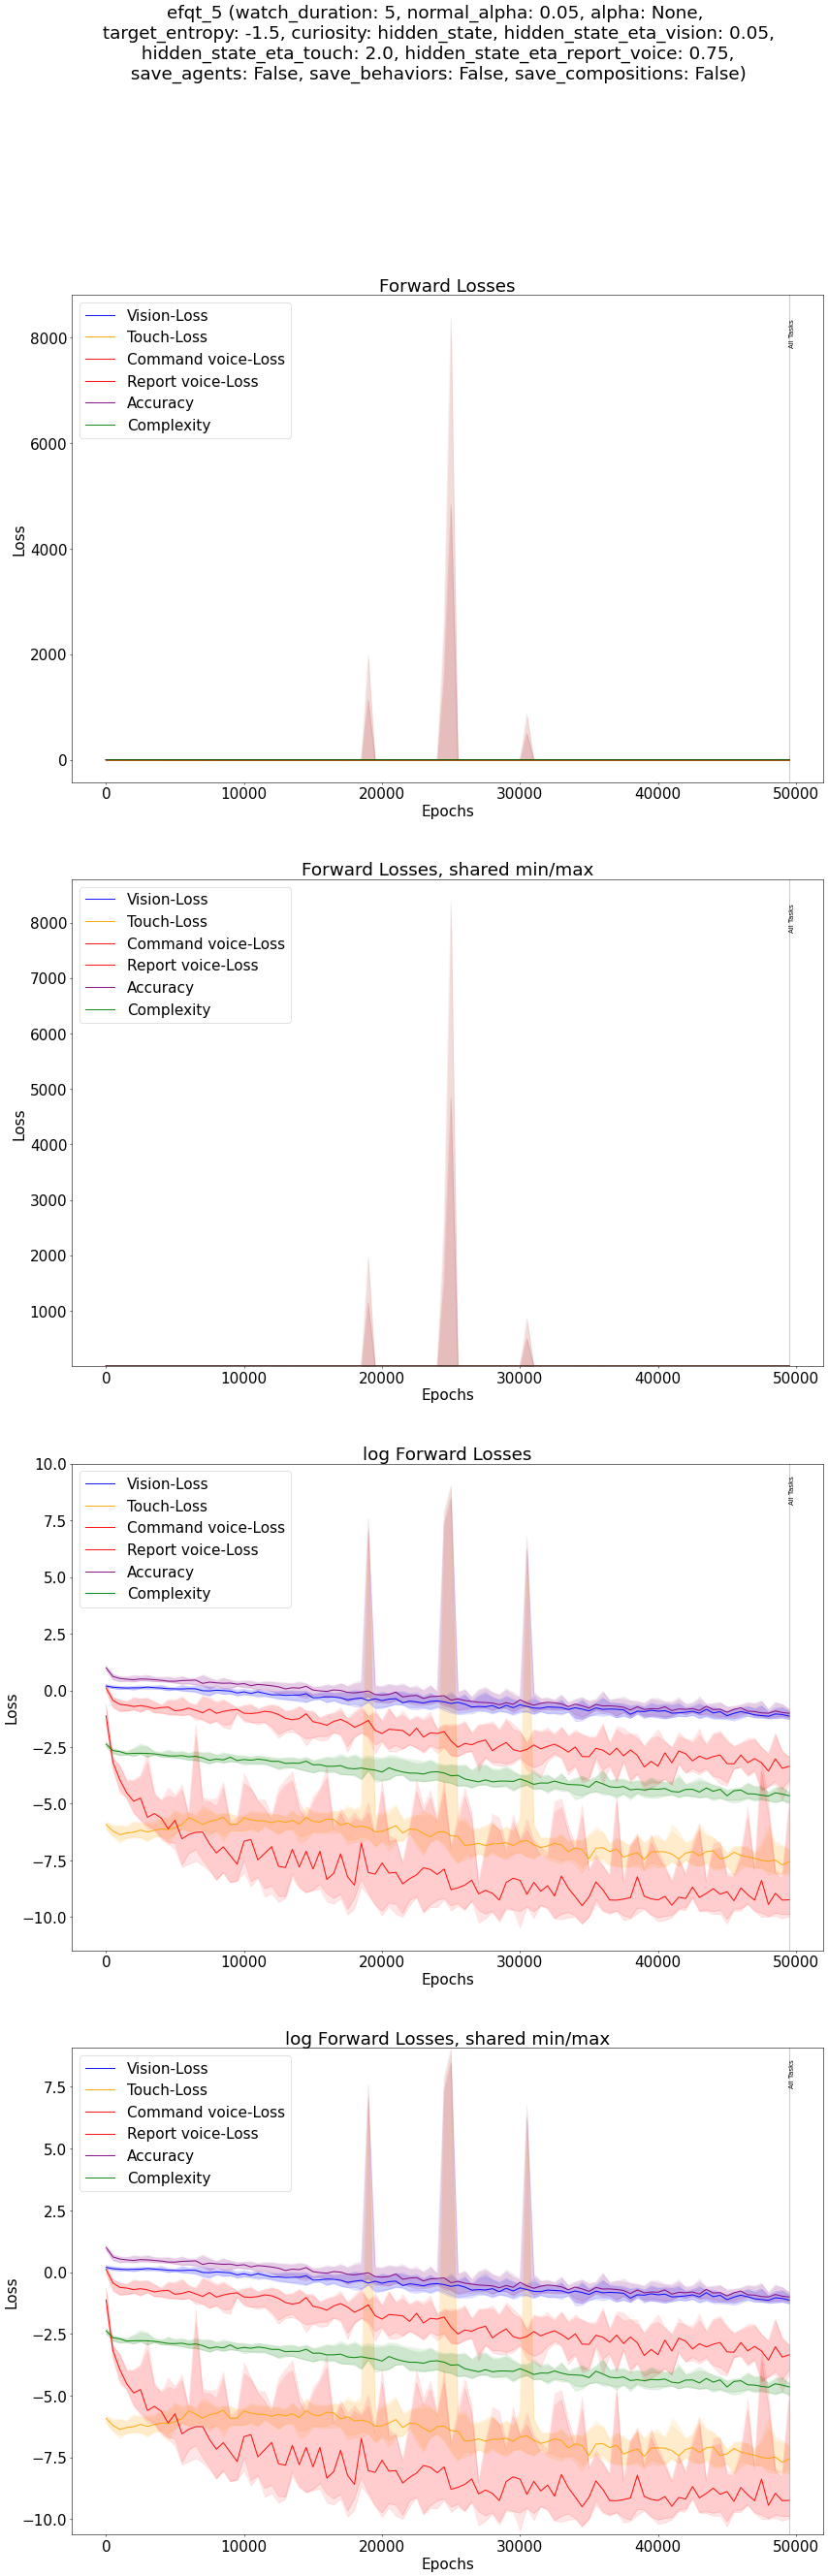 efqt_5 (watch_duration: 5, normal_alpha: 0.05, alpha: None,
target_entropy: -1.5, curiosity: hidden_state, hidden_state_eta_vision: 0.05,
hidden_state_eta_touch: 2.0, hidden_state_eta_report_voice: 0.75,
save_agents: False, save_behaviors: False, save_compositions: False)
Forward Losses
Vision-Loss
Touch-Loss
Command voice-Loss
Report voice-Loss
Accuracy
Complexity
All Tasks
8000
6000
4000
2000
0
Loss
0 10000 20000 30000 40000 50000
Epochs
Forward Losses, shared min/max
Vision-Loss
Touch-Loss
Command voice-Loss
Report voice-Loss
Accuracy
Complexity
All Tasks
8000
7000
6000
5000
4000
3000
2000
1000
Loss
0 10000 20000 30000 40000 50000
Epochs
log Forward Losses
Vision-Loss
Touch-Loss
Command voice-Loss
Report voice-Loss
Accuracy
Complexity
All Tasks
10.0
7.5
5.0
2.5
0.0
−2.5
−5.0
−7.5
−10.0
Loss
0 10000 20000 30000 40000 50000
Epochs
log Forward Losses, shared min/max
Vision-Loss
Touch-Loss
Command voice-Loss
Report voice-Loss
Accuracy
Complexity
All Tasks
7.5
5.0
2.5
0.0
−2.5
−5.0
−7.5
−10.0
Loss
0 10000 20000 30000 40000 50000
Epochs